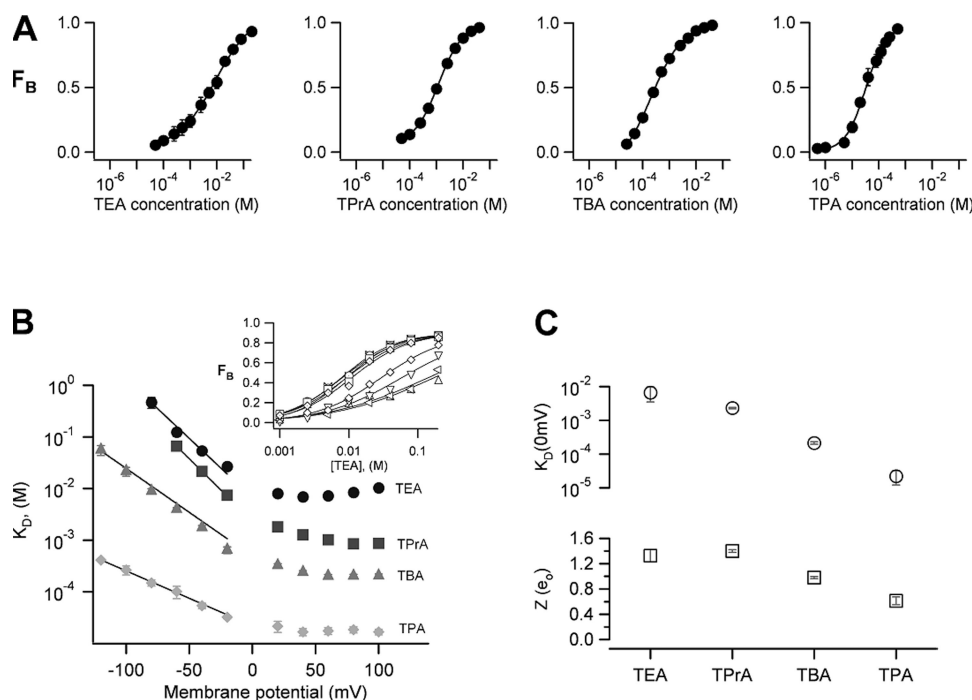 A
F_B
1.0
0.5
0.0
10^-6
10^-4
10^-2
TEA concentration (M)
1.0
0.5
0.0
10^-6
10^-4
10^-2
TPrA concentration (M)
1.0
0.5
0.0
10^-6
10^-4
10^-2
TBA concentration (M)
1.0
0.5
0.0
10^-6
10^-4
10^-2
TPA concentration (M)
B
K_D, (M)
10^0
10^-1
10^-2
10^-3
10^-4
-100
-50
0
50
100
Membrane potential (mV)
F_B
1.0
0.8
0.6
0.4
0.2
0.0
0.001
0.01
0.1
[TEA], (M)
TEA
TPrA
TBA
TPA
C
K_D(0mV)
10^-2
10^-3
10^-4
10^-5
Z (e_o)
1.6
1.2
0.8
0.4
0.0
TEA
TPrA
TBA
TPA